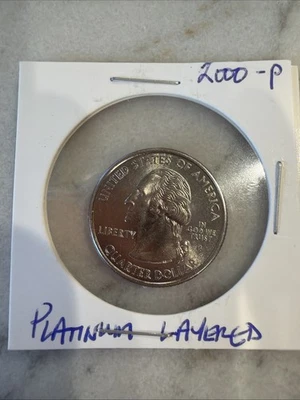 2000-P
UNITED STATES OF AMERICA
LIBERTY
IN
GOD WE
TRUST
QUARTER DOLLAR
PLATINUM LAYERED